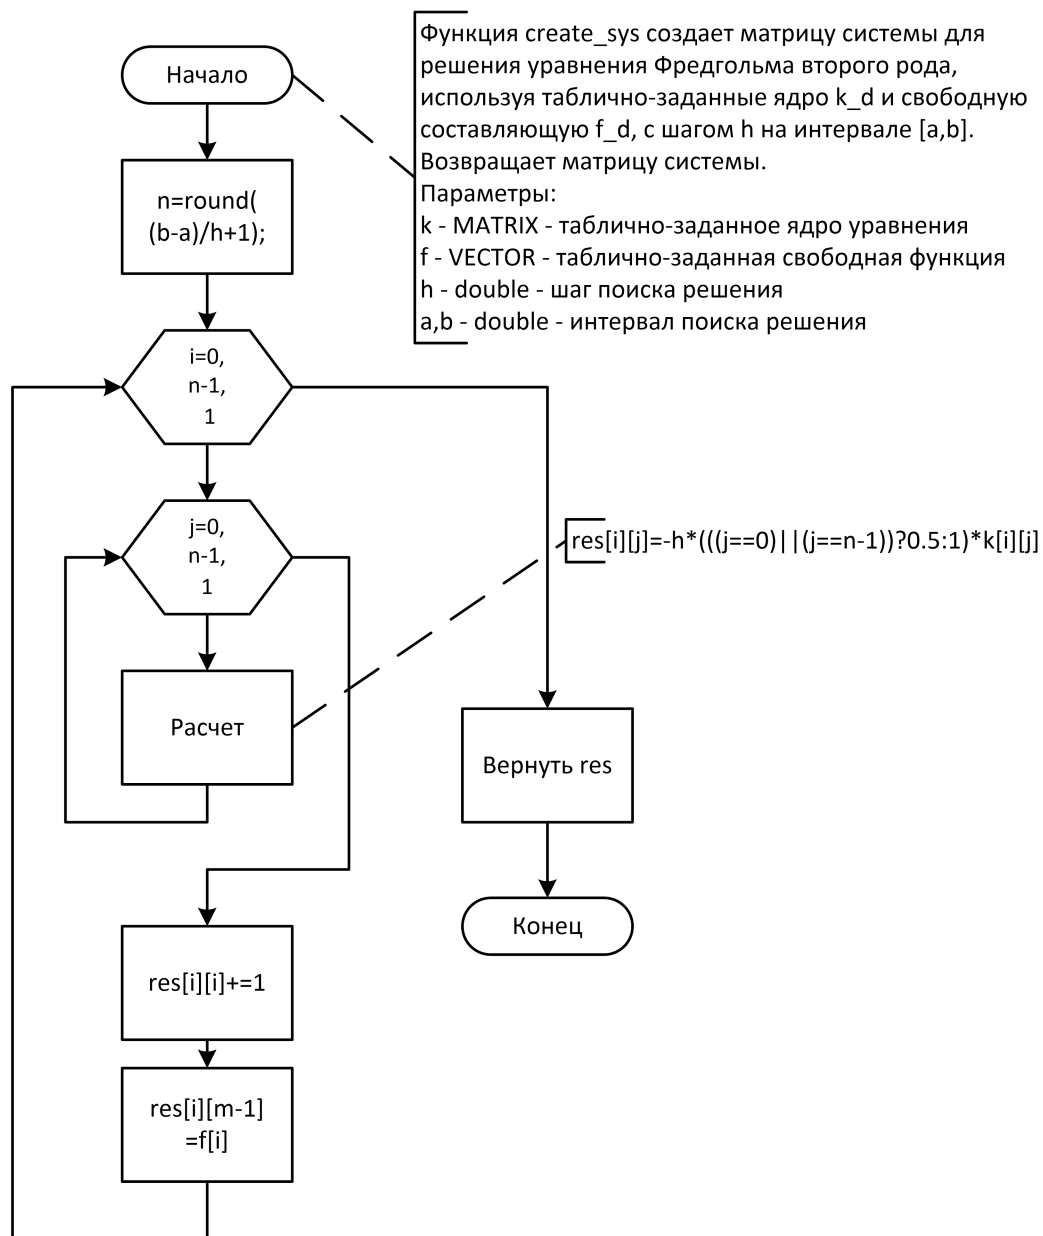 Начало
Функция create_sys создает матрицу системы для
решения уравнения Фредгольма второго рода,
используя таблично-заданные ядро k_d и свободную
составляющую f_d, с шагом h на интервале [a,b].
Возвращает матрицу системы.
Параметры:
k - MATRIX - таблично-заданное ядро уравнения
f - VECTOR - таблично-заданная свободная функция
h - double - шаг поиска решения
a,b - double - интервал поиска решения
n=round(
(b-a)/h+1);
i=0,
n-1,
1
j=0,
n-1,
1
res[i][j]=-h*(((j==0)||(j==n-1))?0.5:1)*k[i][j]
Расчет
Вернуть res
Конец
res[i][i]+=1
res[i][m-1]
=f[i]